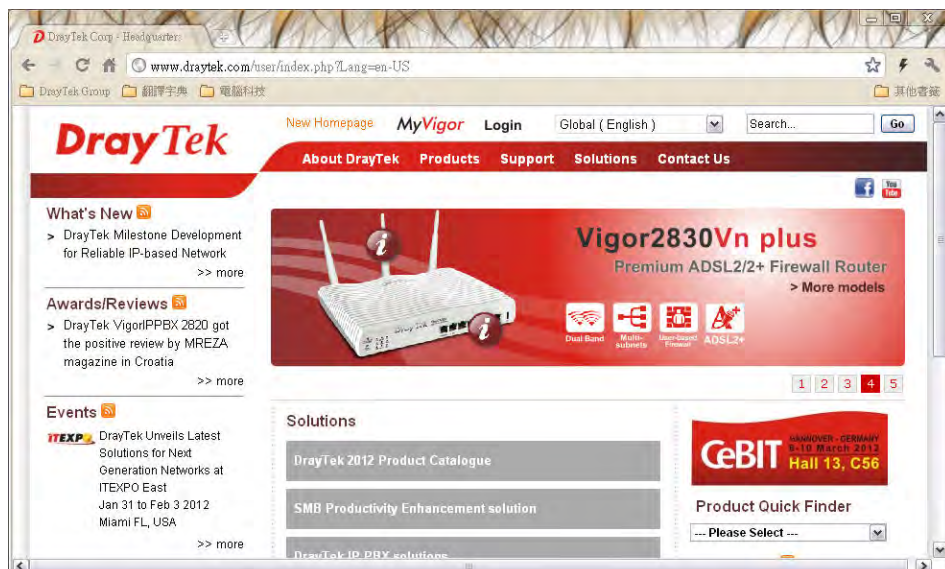 DrayTek Corp - Headquarter:
www.draytek.com/user/index.php?Lang=en-US
DrayTek Group 翻譯字典 電腦科技 其他書籤
DrayTek
New Homepage MyVigor Login Global ( English ) Search... Go
About DrayTek Products Support Solutions Contact Us
You
Tube
What's New
> DrayTek Milestone Development
for Reliable IP-based Network
>> more
Awards/Reviews
> DrayTek VigorIPPBX 2820 got
the positive review by MREZA
magazine in Croatia
>> more
Events
ITEXPO DrayTek Unveils Latest
Solutions for Next
Generation Networks at
ITEXPO East
Jan 31 to Feb 3 2012
Miami FL, USA
>> more
Vigor2830Vn plus
Premium ADSL2/2+ Firewall Router
> More models
Dual Band
Multi-
subnets
User-based
Firewall
ADSL2+
1 2 3 4 5
Solutions
DrayTek 2012 Product Catalogue
SMB Productivity Enhancement solution
DrayTek IP PBX solutions
CeBIT
HANNOVER - GERMANY
6-10 March 2012
Hall 13, C56
Product Quick Finder
--- Please Select ---